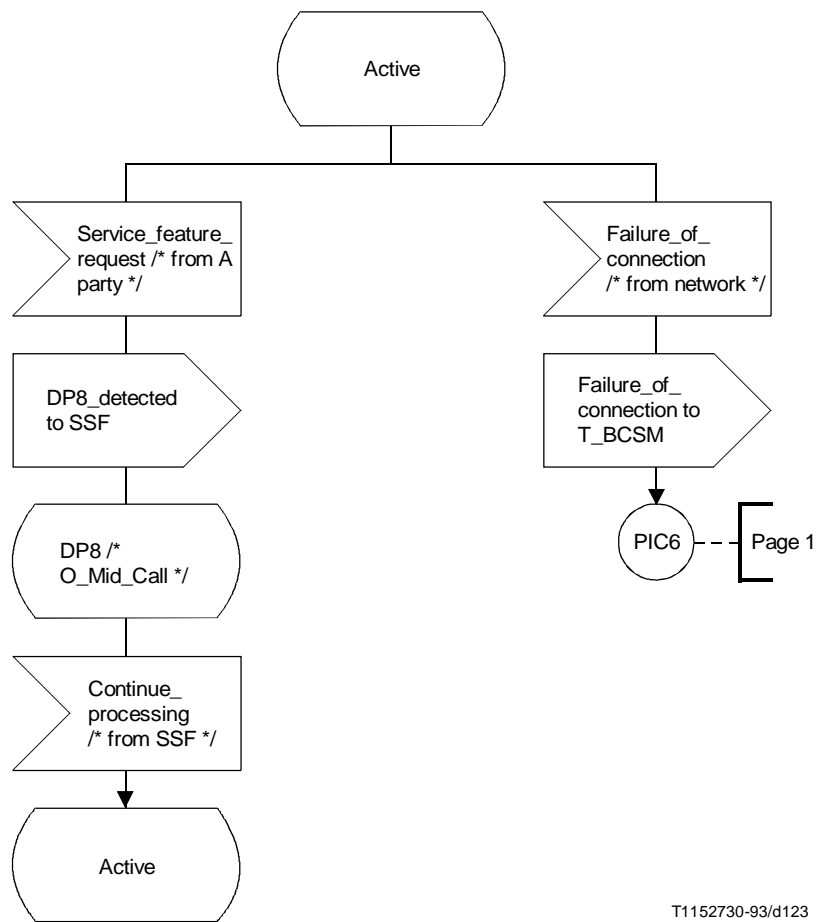 Active
Service_feature_
request /* from A
party */
DP8_detected
to SSF
DP8 /*
O_Mid_Call */
Continue_
processing
/* from SSF */
Active
Failure_of_
connection
/* from network */
Failure_of_
connection to
T_BCSM
PIC6
Page 1
T1152730-93/d123